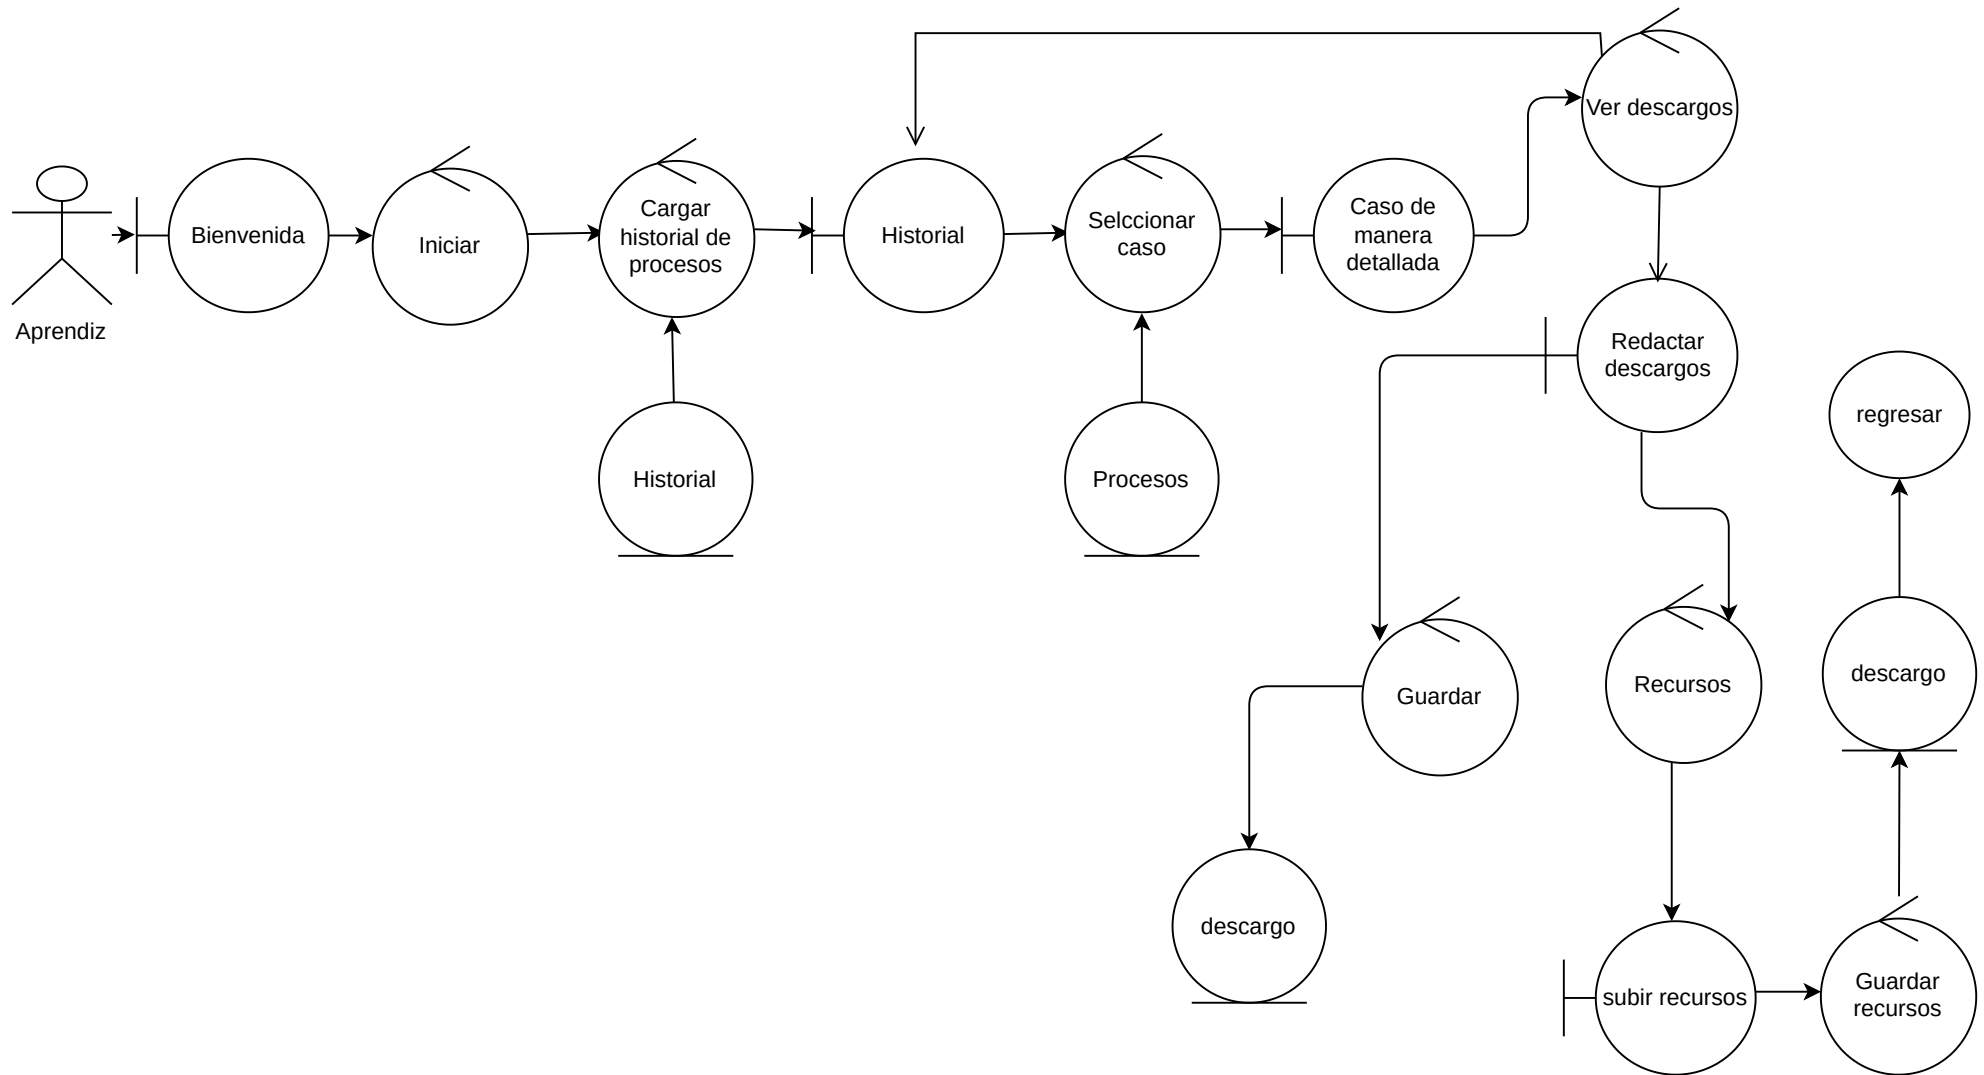 Ver descargos
Bienvenida
Iniciar
Cargar
historial de
procesos
Historial
Selccionar
caso
Caso de
manera
detallada
Aprendiz
Redactar
descargos
regresar
Historial
Procesos
Guardar
Recursos
descargo
descargo
subir recursos
Guardar
recursos